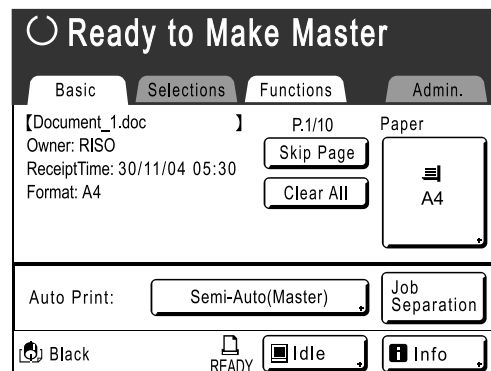 Ready to Make Master
Basic Selections Functions Admin.
【Document_1.doc 】 P.1/10 Paper
Owner: RISO
Skip Page
ReceiptTime: 30/11/04 05:30
Format: A4 Clear All A4
Auto Print: Semi-Auto(Master) Job
Separation
Black READY Idle Info